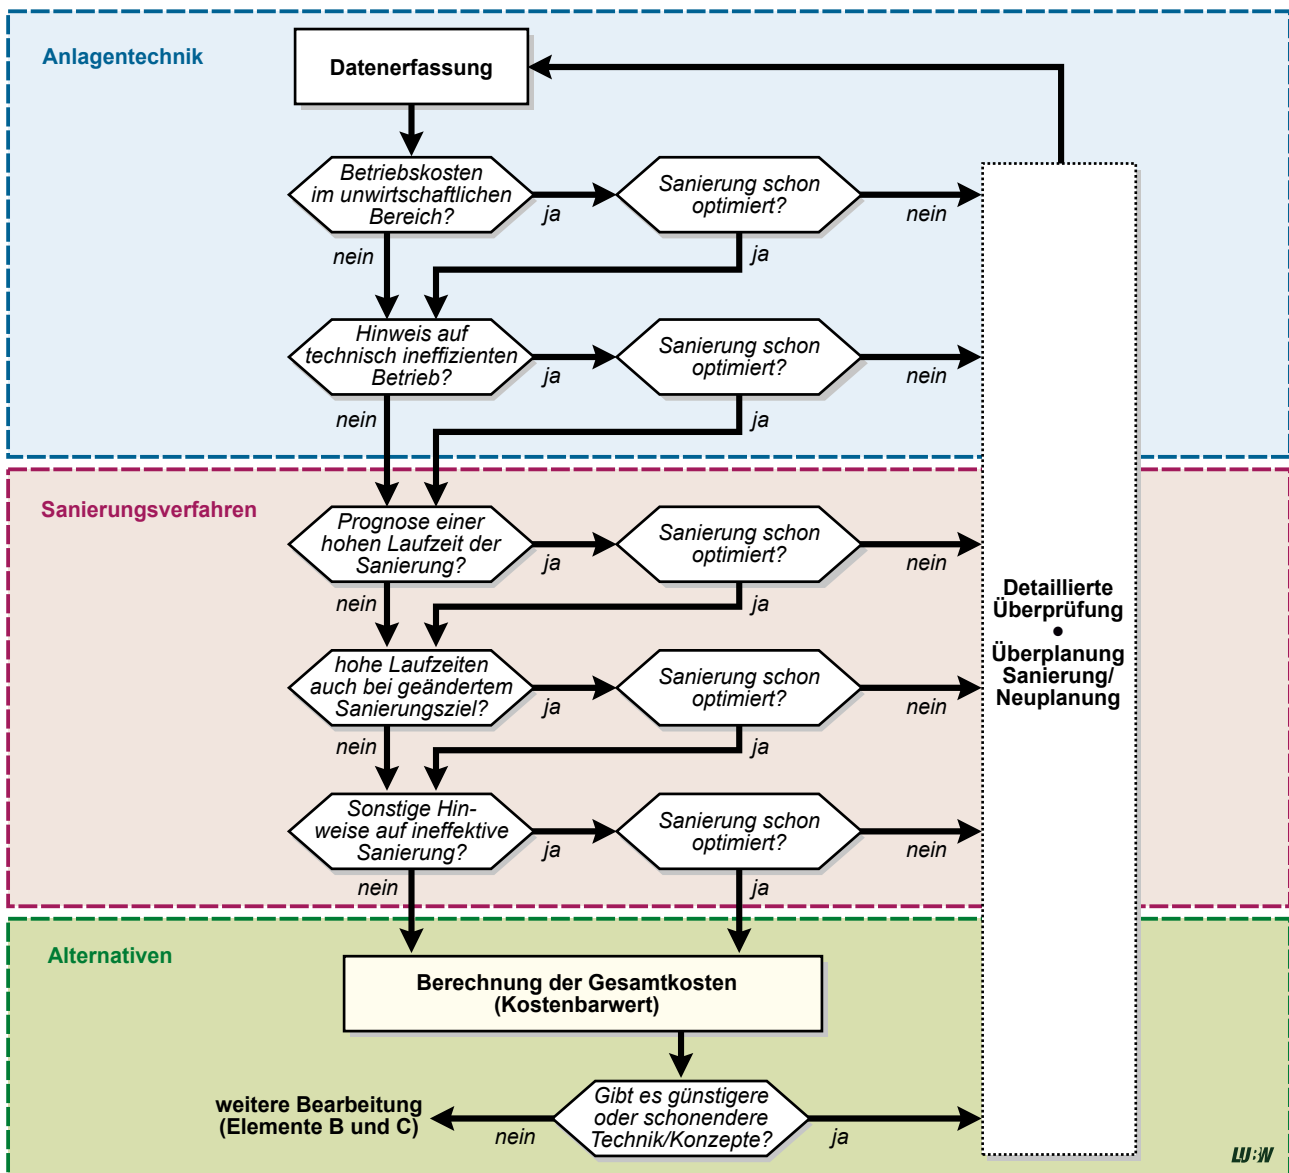 Anlagentechnik
Datenerfassung
Betriebskosten
im unwirtschaftlichen
Bereich?
ja
Sanierung schon
optimiert?
nein
nein
ja
Hinweis auf
technisch ineffizienten
Betrieb?
ja
Sanierung schon
optimiert?
nein
nein
ja
Sanierungsverfahren
Prognose einer
hohen Laufzeit der
Sanierung?
ja
Sanierung schon
optimiert?
nein
nein
ja
Detaillierte
Überprüfung
•
Überplanung
Sanierung/
Neuplanung
hohe Laufzeiten
auch bei geändertem
Sanierungsziel?
ja
Sanierung schon
optimiert?
nein
nein
ja
Sonstige Hin-
weise auf ineffektive
Sanierung?
ja
Sanierung schon
optimiert?
nein
nein
ja
Alternativen
Berechnung der Gesamtkosten
(Kostenbarwert)
Gibt es günstigere
oder schonendere
Technik/Konzepte?
weitere Bearbeitung
(Elemente B und C)
nein
ja
LUBW